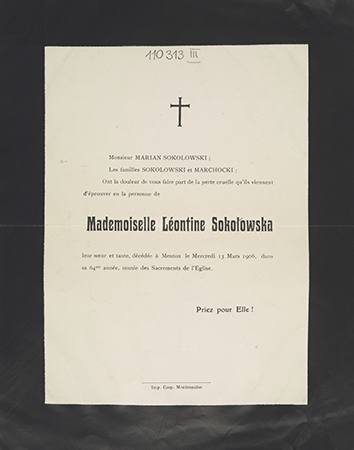 110313 III
Monsieur MARIAN SOKOLOWSKI ;
Les familles SOKOLOWSKI et MARCHOCKI ;
Ont la douleur de vous faire part de la perte cruelle qu'ils viennent
d'éprouver en la personne de
Mademoiselle Léontine Sokołowska
leur sœur et tante, décédée à Menton le Mercredi 13 Mars 1906, dans
sa 64me année, munie des Sacrements de l'Eglise.
Priez pour Elle !
Imp. Coop. Mentonnaise